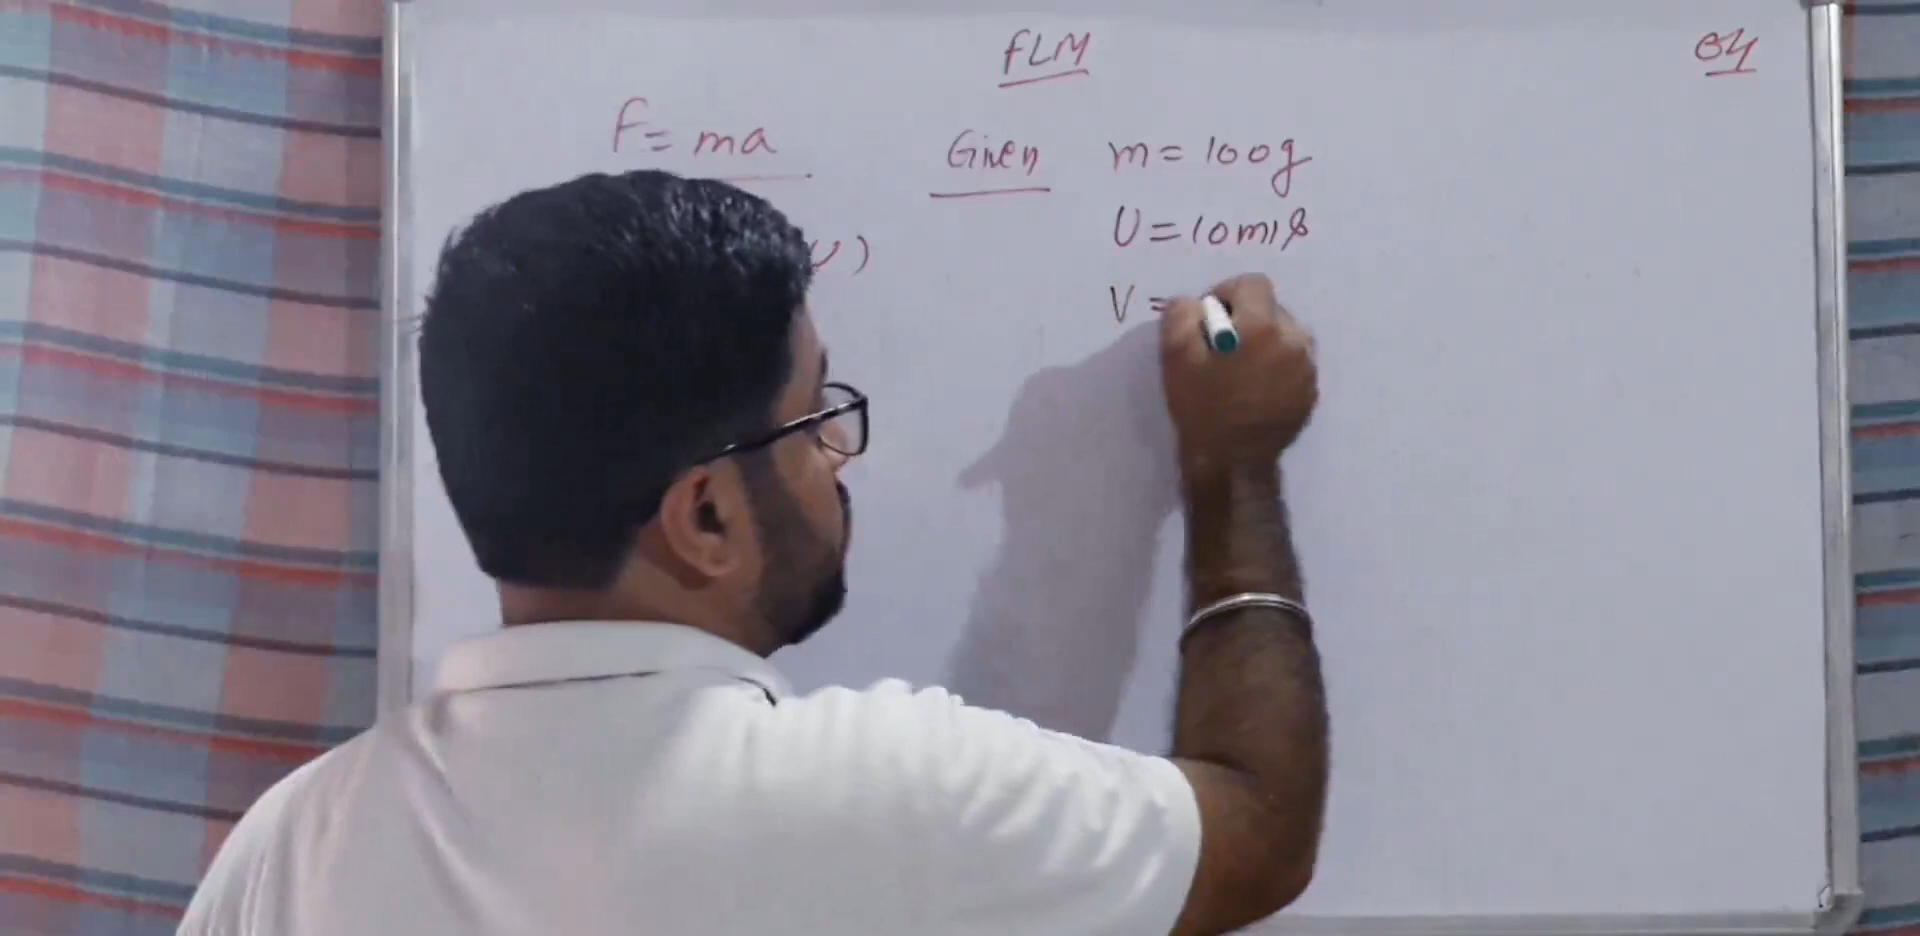 FLM
04
F = ma
Given m = 100g
U = 10m/s
U)
V =